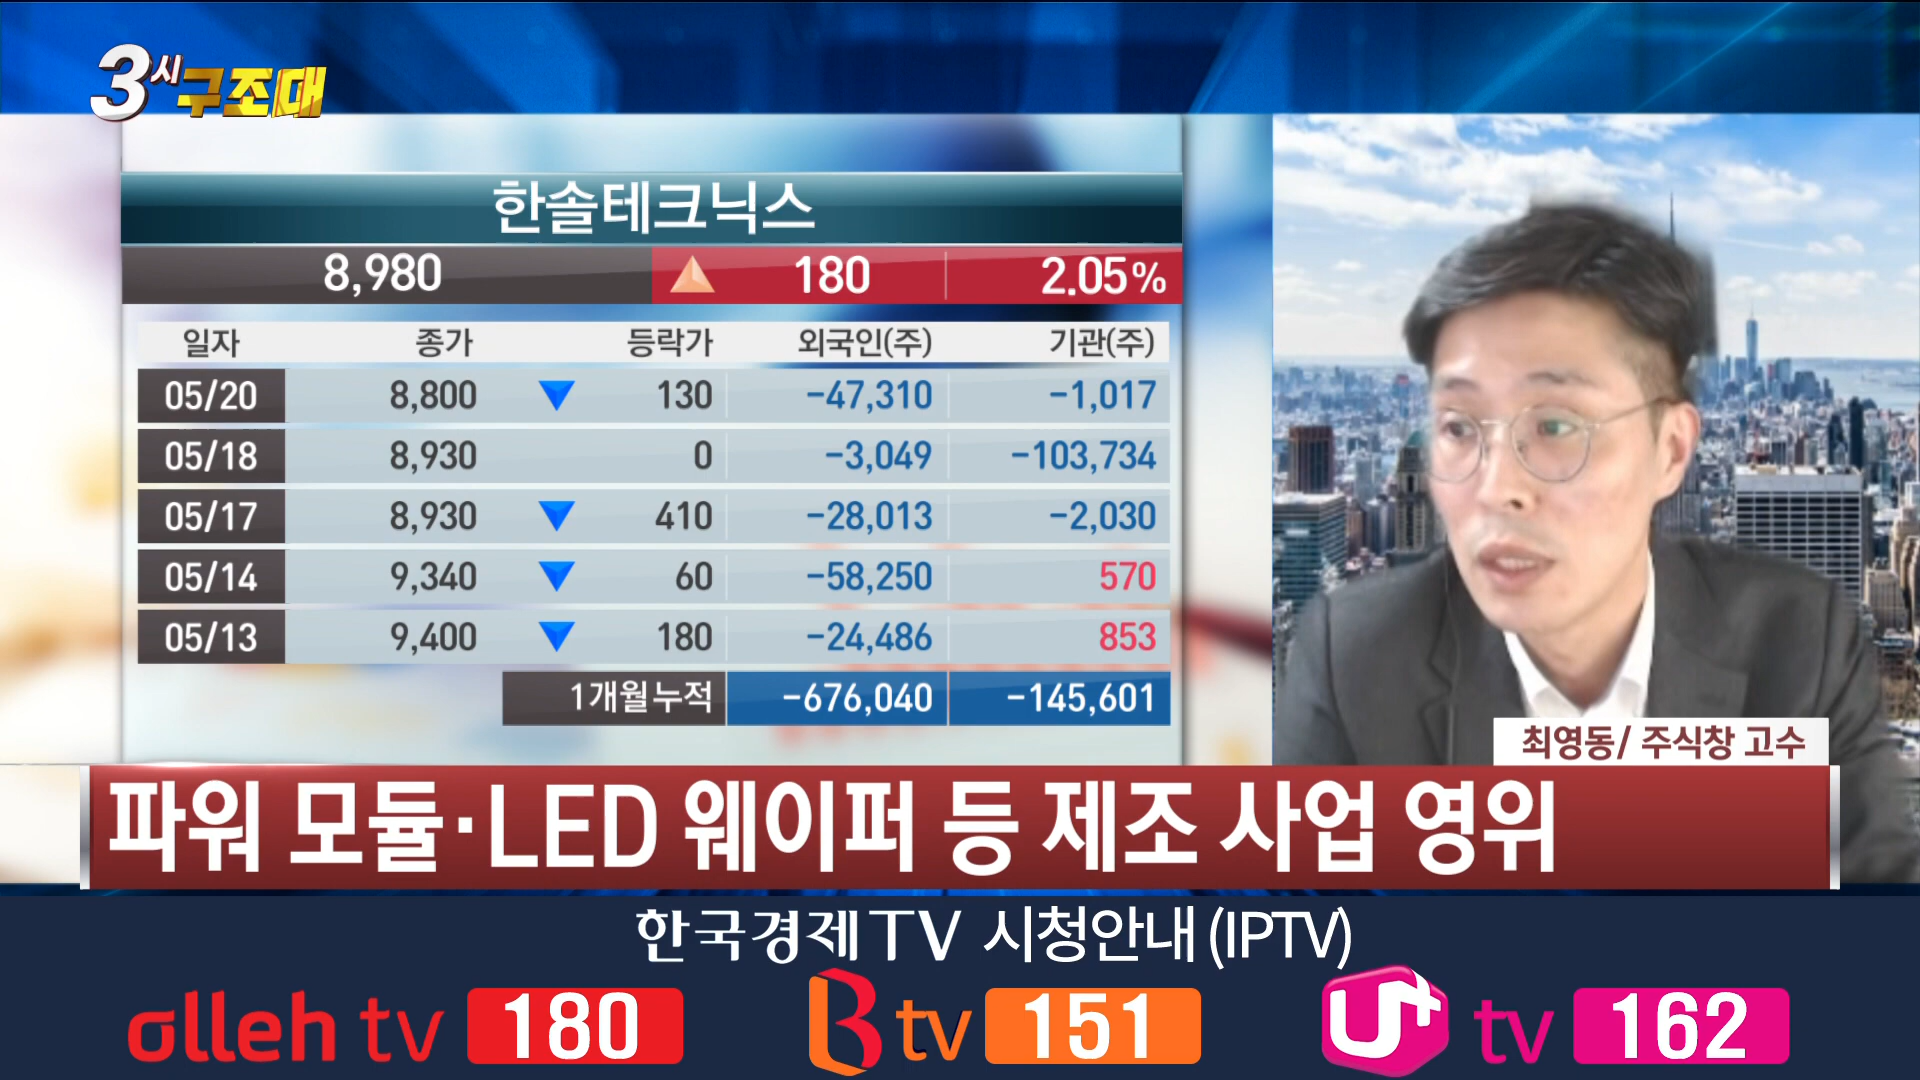 3시 구조대
한솔테크닉스
8,980 180 2.05%
일자 종가 등락가 외국인(주) 기관(주)
05/20 8,800 130 -47,310 -1,017
05/18 8,930 0 -3,049 -103,734
05/17 8,930 410 -28,013 -2,030
05/14 9,340 60 -58,250 570
05/13 9,400 180 -24,486 853
1개월누적 -676,040 -145,601
최영동/ 주식창 고수
파워 모듈·LED 웨이퍼 등 제조 사업 영위
한국경제TV 시청안내 (IPTV)
olleh tv 180 B tv 151 U+ tv 162